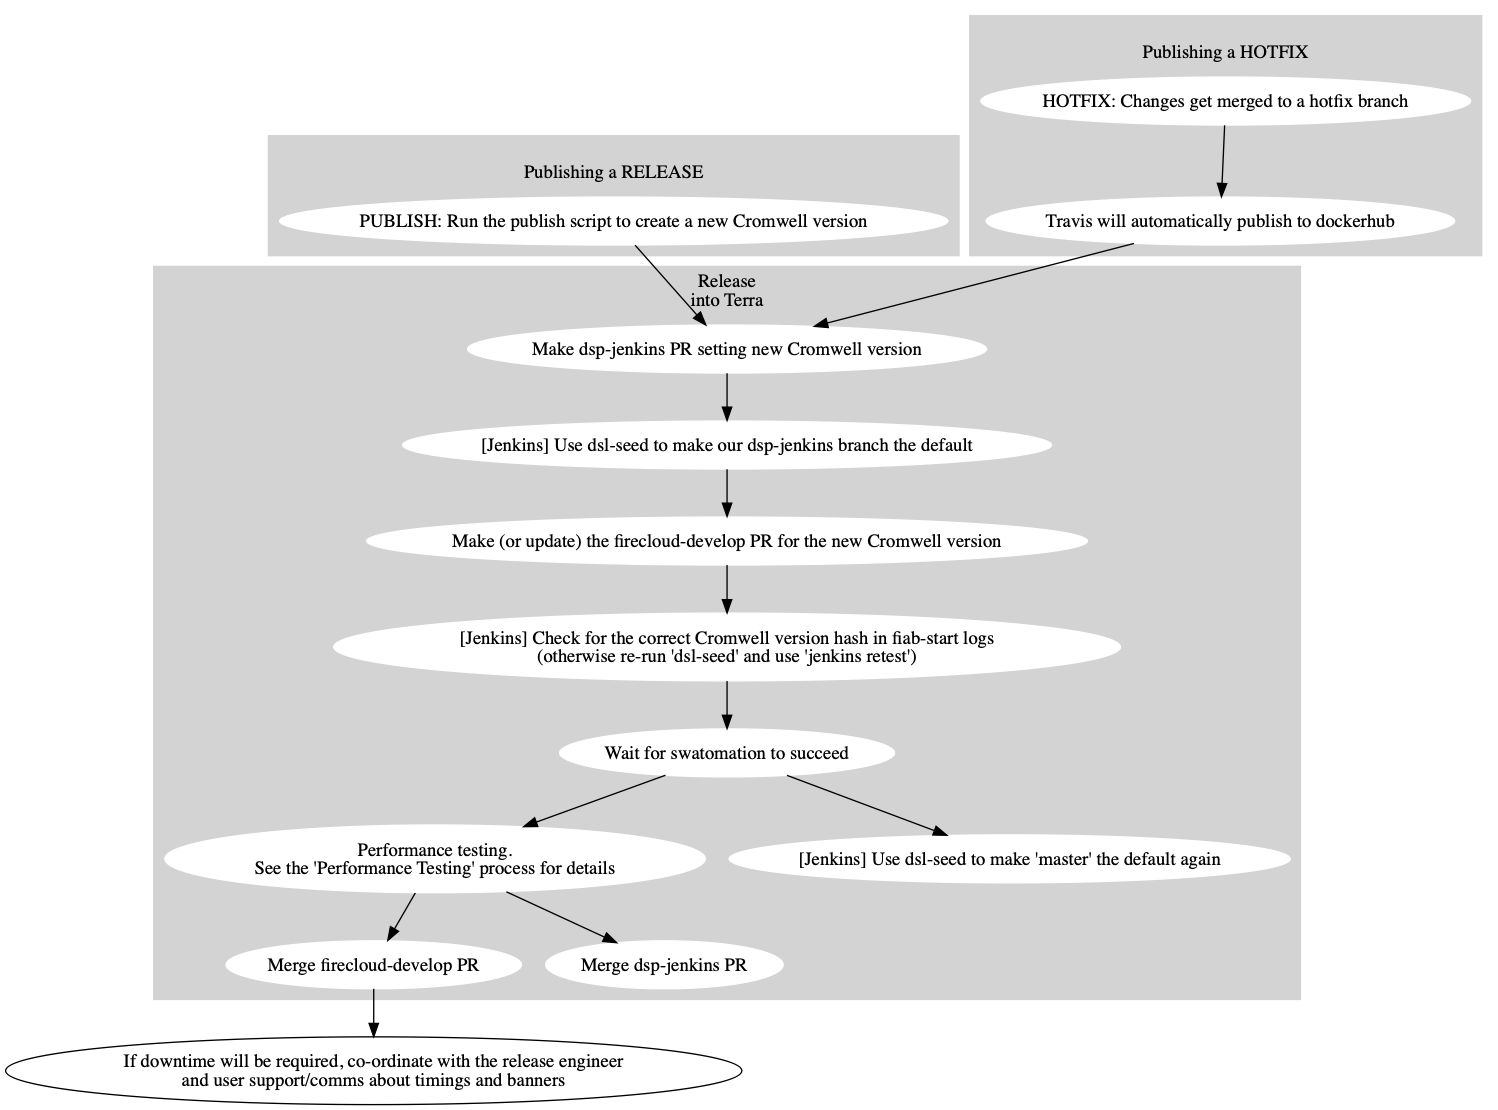 Publishing a HOTFIX
HOTFIX: Changes get merged to a hotfix branch
Publishing a RELEASE
PUBLISH: Run the publish script to create a new Cromwell version
Travis will automatically publish to dockerhub
Release
into Terra
Make dsp-jenkins PR setting new Cromwell version
[Jenkins] Use dsl-seed to make our dsp-jenkins branch the default
Make (or update) the firecloud-develop PR for the new Cromwell version
[Jenkins] Check for the correct Cromwell version hash in fiab-start logs
(otherwise re-run 'dsl-seed' and use 'jenkins retest')
Wait for swatomation to succeed
Performance testing.
See the 'Performance Testing' process for details
[Jenkins] Use dsl-seed to make 'master' the default again
Merge firecloud-develop PR
Merge dsp-jenkins PR
If downtime will be required, co-ordinate with the release engineer
and user support/comms about timings and banners